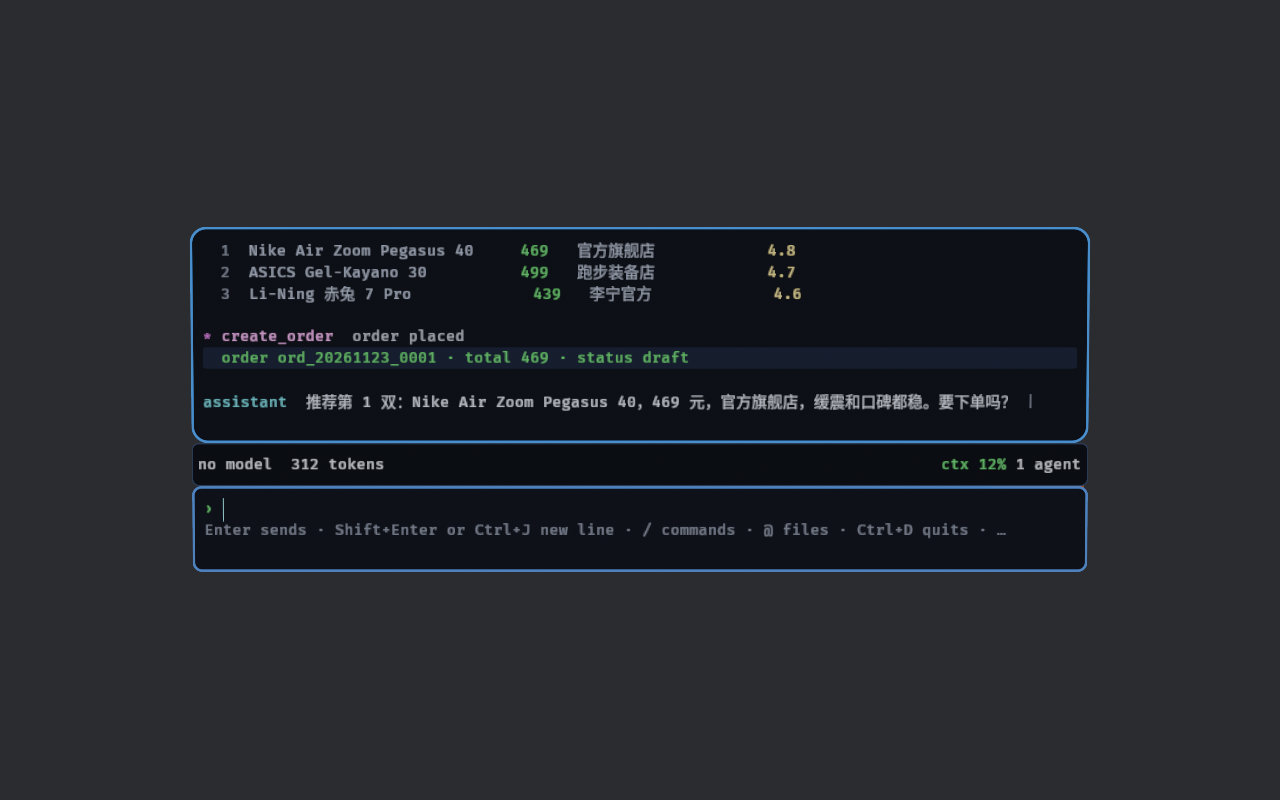 1 Nike Air Zoom Pegasus 40 469 官方旗舰店 4.8
2 ASICS Gel-Kayano 30 499 跑步装备店 4.7
3 Li-Ning 赤兔 7 Pro 439 李宁官方 4.6
* create_order order placed
order ord_20261123_0001 · total 469 · status draft
assistant 推荐第 1 双：Nike Air Zoom Pegasus 40，469 元，官方旗舰店，缓震和口碑都稳。要下单吗？
no model 312 tokens ctx 12% 1 agent
›
Enter sends · Shift+Enter or Ctrl+J new line · / commands · @ files · Ctrl+D quits · …